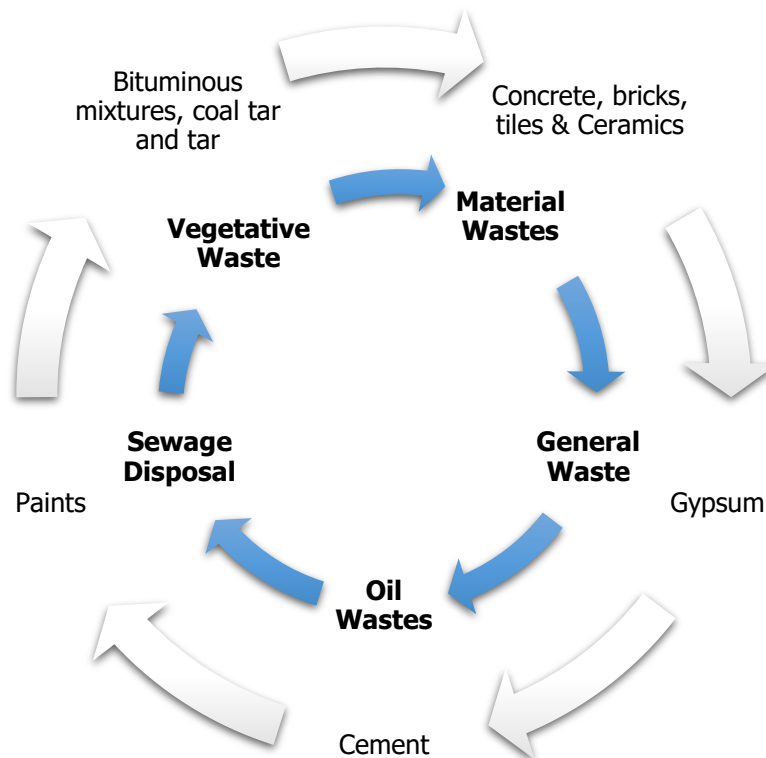 Bituminous
mixtures, coal tar
and tar
Concrete, bricks,
tiles & Ceramics
Vegetative
Waste
Material
Wastes
Sewage
Disposal
General
Waste
Paints
Gypsum
Oil
Wastes
Cement